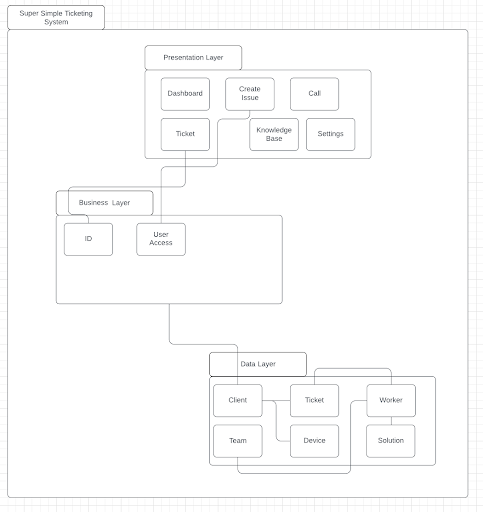 Super Simple Ticketing
System
Presentation Layer
Dashboard
Create
Issue
Call
Ticket
Knowledge
Base
Settings
Business Layer
ID
User
Access
Data Layer
Client
Ticket
Worker
Team
Device
Solution